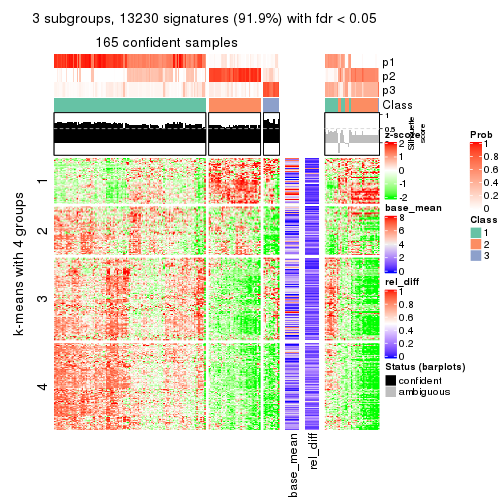 3 subgroups, 13230 signatures (91.9%) with fdr < 0.05
165 confident samples
p1
p2
p3
Class
1
0.5
0
Silhouette
score
k-means with 4 groups
1
2
3
4
base_mean
rel_diff
z-score
2
1
0
-1
-2
base_mean
8
6
4
2
0
rel_diff
1
0.8
0.6
0.4
0.2
0
Status (barplots)
confident
ambiguous
Prob
1
0.8
0.6
0.4
0.2
0
Class
1
2
3